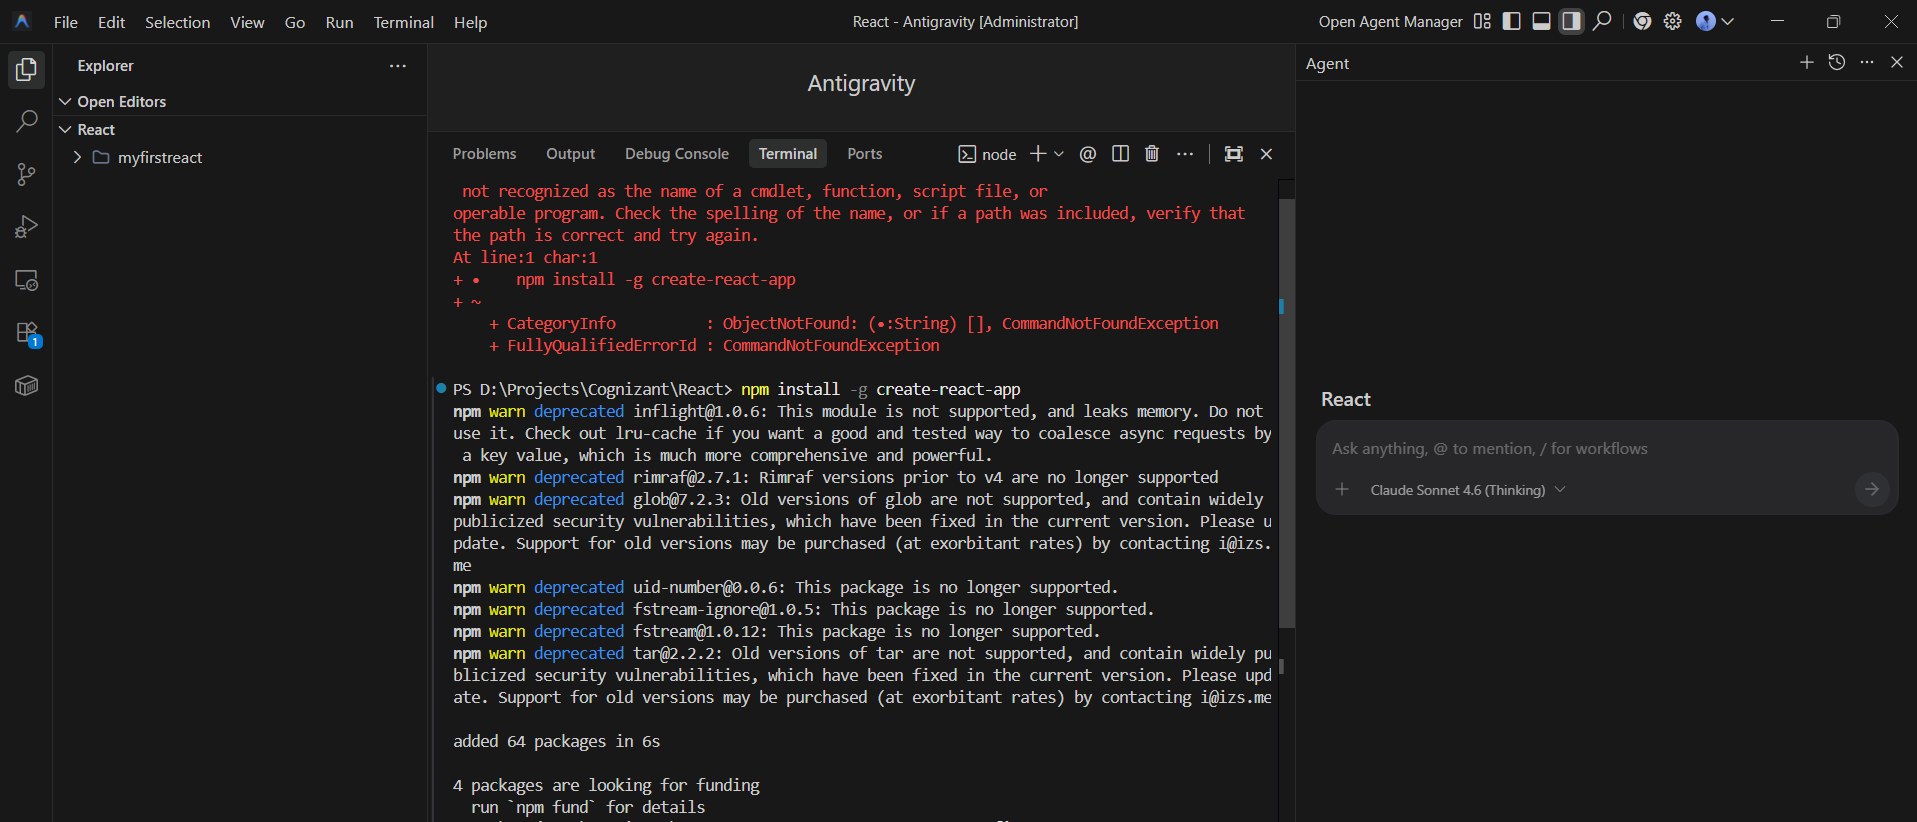 File Edit Selection View Go Run Terminal Help
React - Antigravity [Administrator]
Open Agent Manager
Explorer
Open Editors
React
myfirstreact
1
Antigravity
Problems Output Debug Console Terminal Ports
node
not recognized as the name of a cmdlet, function, script file, or
operable program. Check the spelling of the name, or if a path was included, verify that
the path is correct and try again.
At line:1 char:1
+ •    npm install -g create-react-app
+ ~
    + CategoryInfo          : ObjectNotFound: (•:String) [], CommandNotFoundException
    + FullyQualifiedErrorId : CommandNotFoundException
PS D:\Projects\Cognizant\React> npm install -g create-react-app
npm warn deprecated inflight@1.0.6: This module is not supported, and leaks memory. Do not
use it. Check out lru-cache if you want a good and tested way to coalesce async requests by
a key value, which is much more comprehensive and powerful.
npm warn deprecated rimraf@2.7.1: Rimraf versions prior to v4 are no longer supported
npm warn deprecated glob@7.2.3: Old versions of glob are not supported, and contain widely
publicized security vulnerabilities, which have been fixed in the current version. Please u
pdate. Support for old versions may be purchased (at exorbitant rates) by contacting i@izs.
me
npm warn deprecated uid-number@0.0.6: This package is no longer supported.
npm warn deprecated fstream-ignore@1.0.5: This package is no longer supported.
npm warn deprecated fstream@1.0.12: This package is no longer supported.
npm warn deprecated tar@2.2.2: Old versions of tar are not supported, and contain widely pu
blicized security vulnerabilities, which have been fixed in the current version. Please upd
ate. Support for old versions may be purchased (at exorbitant rates) by contacting i@izs.me
added 64 packages in 6s
4 packages are looking for funding
run `npm fund` for details
Agent
React
Ask anything, @ to mention, / for workflows
Claude Sonnet 4.6 (Thinking)